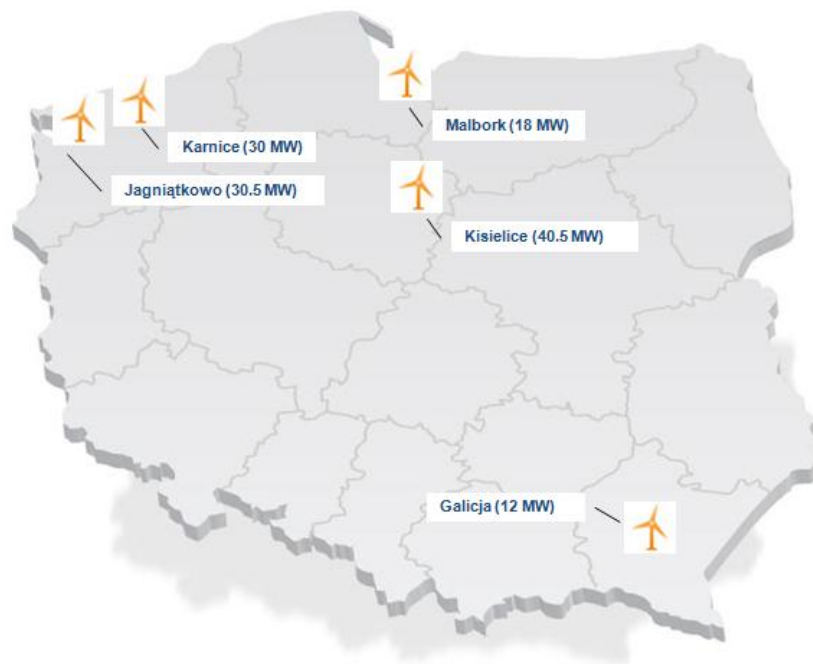 Malbork (18 MW)
Karnice (30 MW)
Jagniątkowo (30.5 MW)
Kisielice (40.5 MW)
Galicja (12 MW)